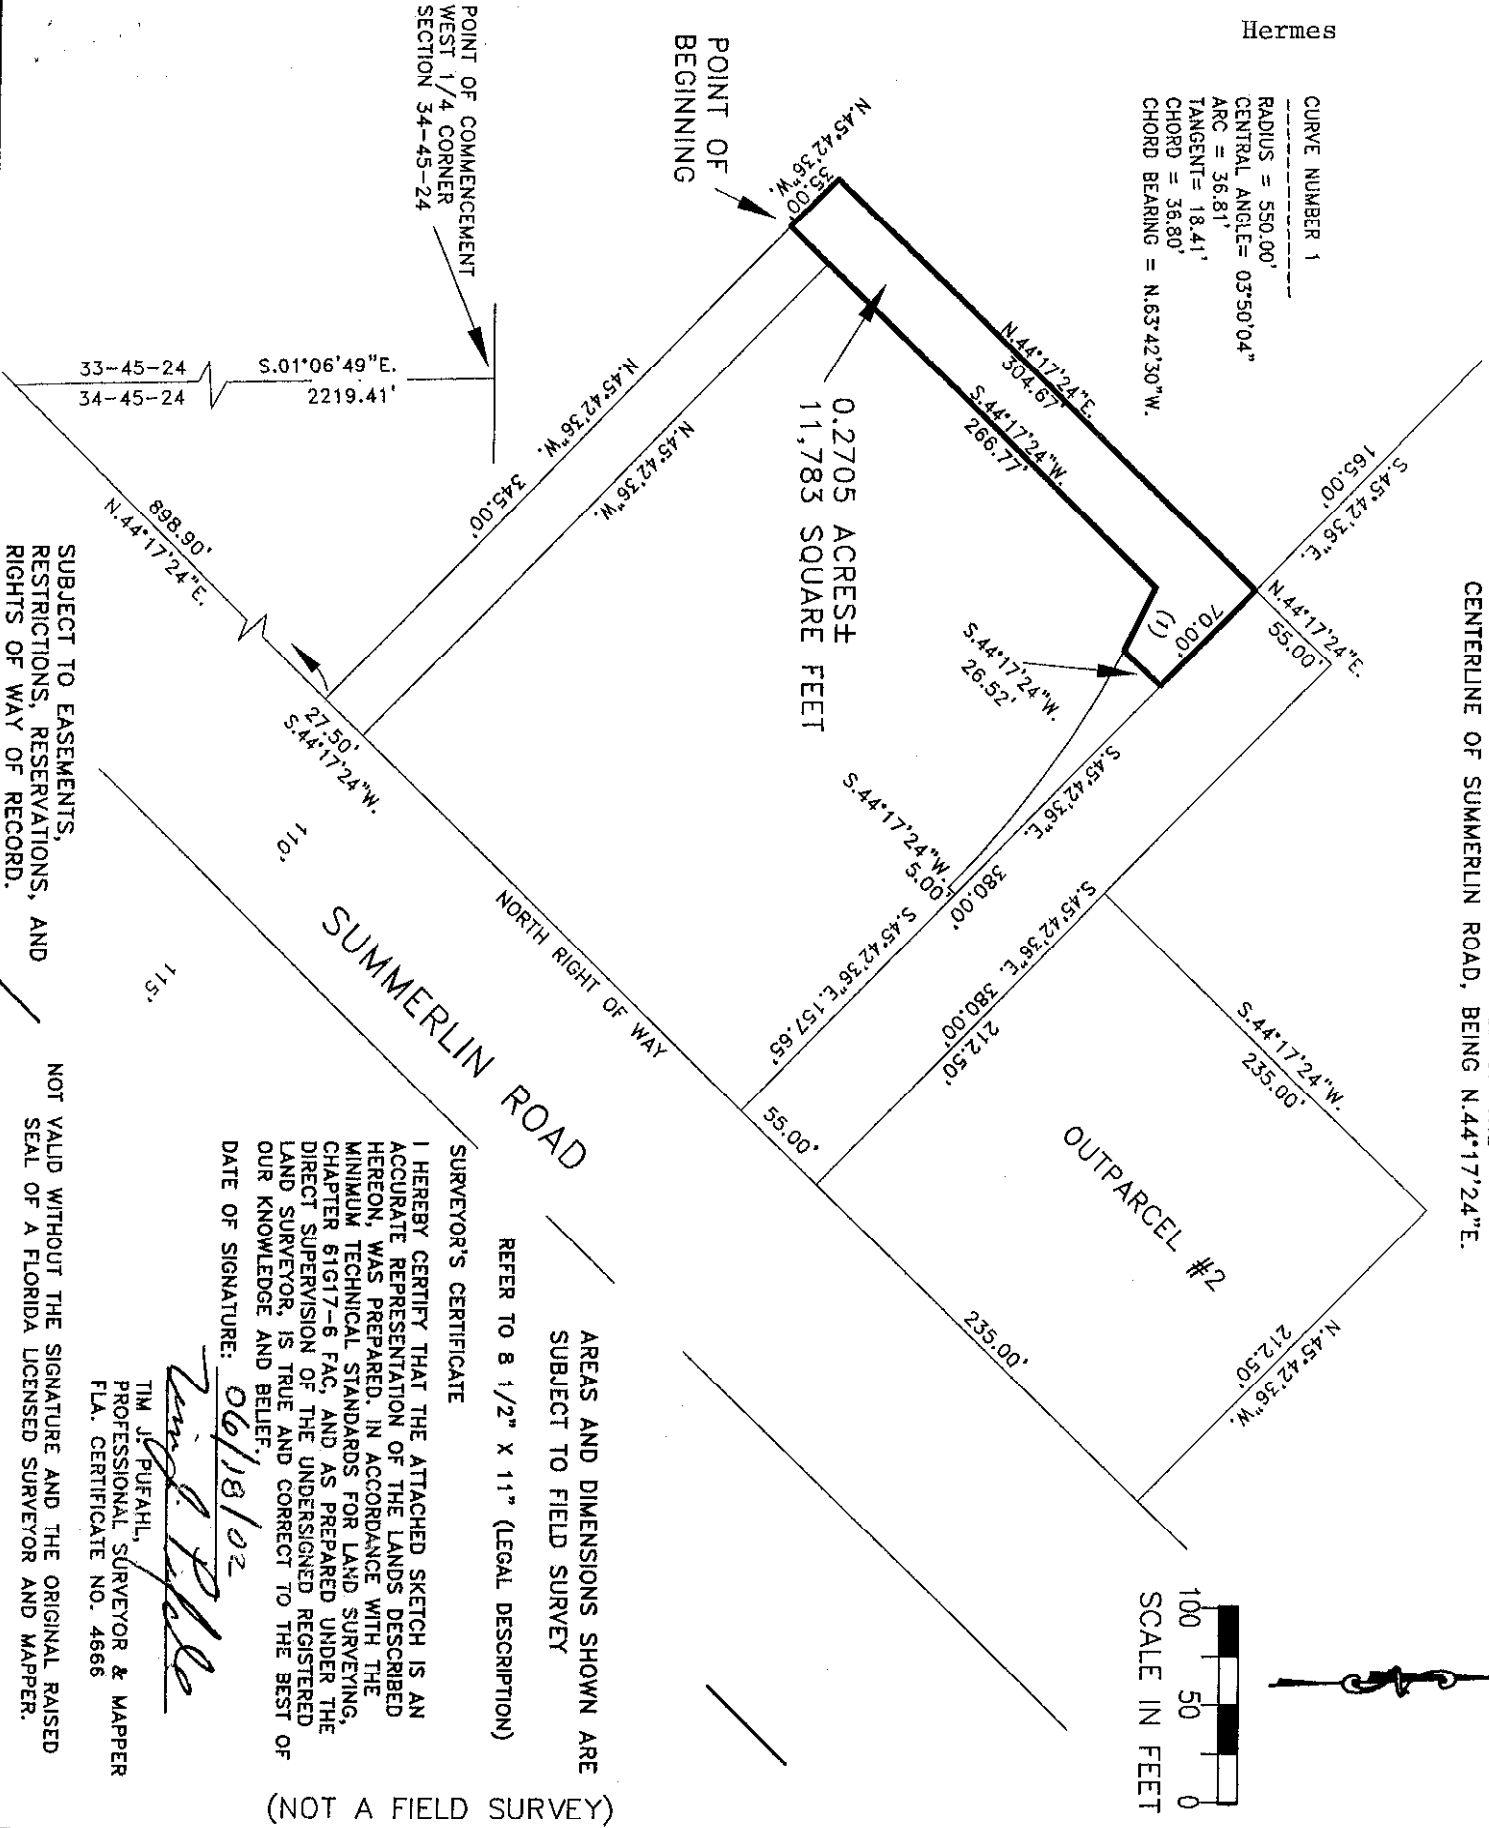 Hermes
CENTERLINE OF SUMMERLIN ROAD, BEING N.44°17'24"E.
CURVE NUMBER 1
-----------
RADIUS = 550.00'
CENTRAL ANGLE= 03°50'04"
ARC = 36.81'
TANGENT= 18.41'
CHORD = 36.80'
CHORD BEARING = N.63°42'30"W.
S.45°42'36"E.
165.00'
N.44°17'24"E.
55.00'
N.44°17'24"E.
304.67'
S.44°17'24"W.
266.77'
70.00'
(1)
S.44°17'24"W.
26.52'
N.45°42'36"W.
35.00'
POINT OF
BEGINNING
0.2705 ACRES±
11,783 SQUARE FEET
POINT OF COMMENCEMENT
WEST 1/4 CORNER
SECTION 34-45-24
33-45-24
34-45-24
S.01°06'49"E.
2219.41'
N.45°42'36"W.
345.00'
N.45°42'36"W.
898.90'
N.44°17'24"E.
27.50'
S.44°17'24"W.
S.45°42'36"E.
380.00'
S.44°17'24"W.
5.00'
S.45°42'36"E. 157.65'
S.45°42'36"E. 380.00'
212.50'
S.44°17'24"W.
235.00'
OUTPARCEL #2
N.45°42'36"W.
212.50'
55.00'
235.00'
NORTH RIGHT OF WAY
110'
115'
SUMMERLIN ROAD
100 50 0
SCALE IN FEET
SUBJECT TO EASEMENTS,
RESTRICTIONS, RESERVATIONS, AND
RIGHTS OF WAY OF RECORD.
AREAS AND DIMENSIONS SHOWN ARE
SUBJECT TO FIELD SURVEY
REFER TO 8 1/2" X 11" (LEGAL DESCRIPTION)
SURVEYOR'S CERTIFICATE
I HEREBY CERTIFY THAT THE ATTACHED SKETCH IS AN
ACCURATE REPRESENTATION OF THE LANDS DESCRIBED
HEREON, WAS PREPARED, IN ACCORDANCE WITH THE
MINIMUM TECHNICAL STANDARDS FOR LAND SURVEYING,
CHAPTER 61G17-6 FAC, AND AS PREPARED UNDER THE
DIRECT SUPERVISION OF THE UNDERSIGNED REGISTERED
LAND SURVEYOR, IS TRUE AND CORRECT TO THE BEST OF
OUR KNOWLEDGE AND BELIEF.
DATE OF SIGNATURE: 06/18/02
TIM J. PUFAHL,
PROFESSIONAL SURVEYOR & MAPPER
FLA. CERTIFICATE NO. 4666
NOT VALID WITHOUT THE SIGNATURE AND THE ORIGINAL RAISED
SEAL OF A FLORIDA LICENSED SURVEYOR AND MAPPER.
(NOT A FIELD SURVEY)